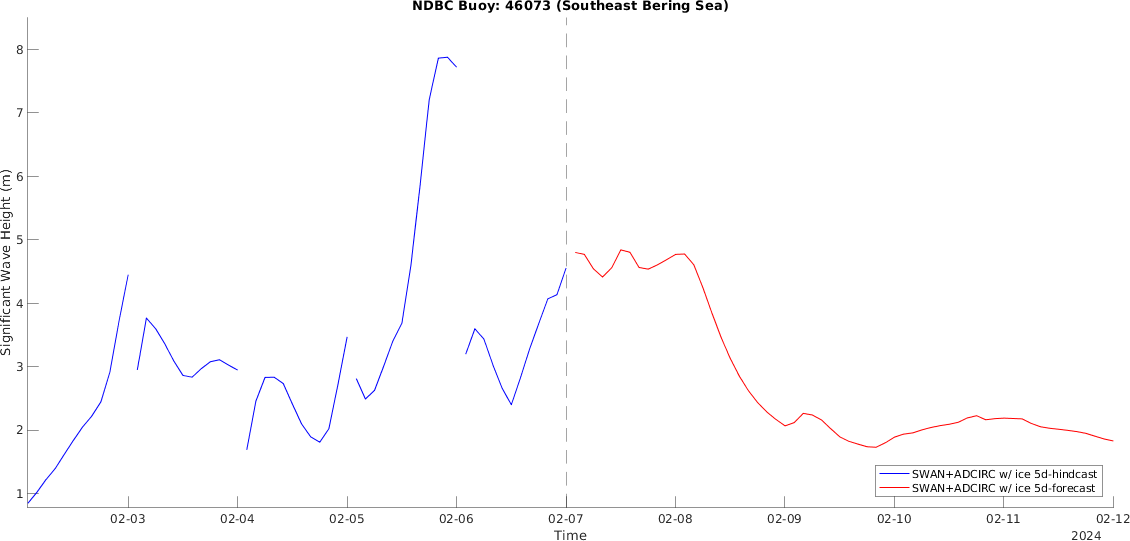 NDBC Buoy: 46073 (Southeast Bering Sea)
Significant Wave Height (m)
8
7
6
5
4
3
2
1
SWAN+ADCIRC w/ ice 5d-hindcast
SWAN+ADCIRC w/ ice 5d-forecast
02-03 02-04 02-05 02-06 02-07 02-08 02-09 02-10 02-11 02-12
Time
2024